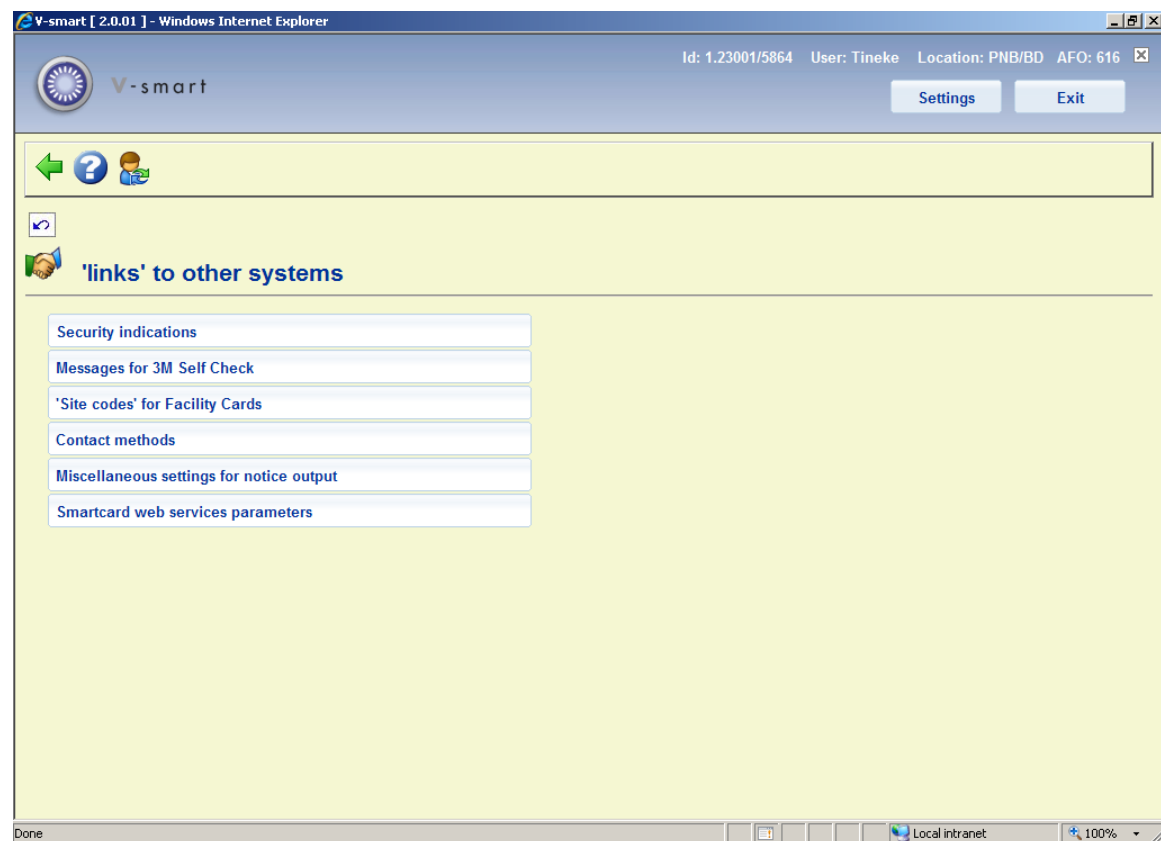 V-smart [ 2.0.01 ] - Windows Internet Explorer
Id: 1.23001/5864 User: Tineke Location: PNB/BD AFO: 616
V-smart
Settings Exit
'links' to other systems
Security indications
Messages for 3M Self Check
'Site codes' for Facility Cards
Contact methods
Miscellaneous settings for notice output
Smartcard web services parameters
Done Local intranet 100%